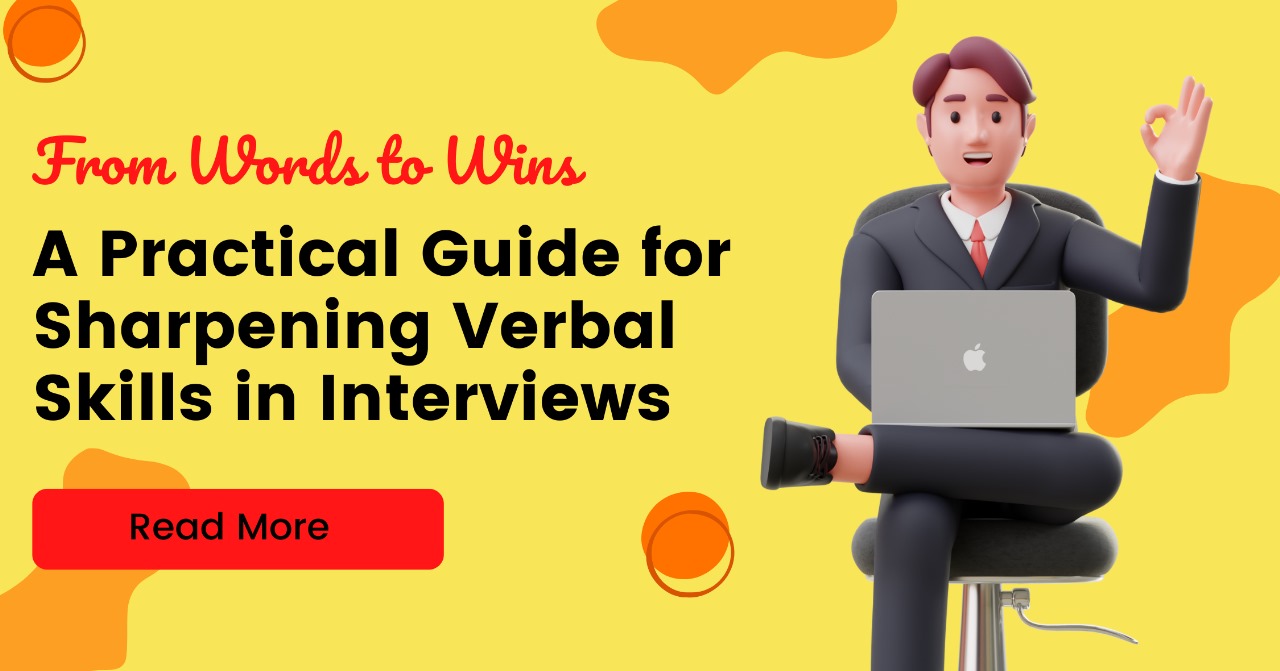 From Words to Wins
A Practical Guide for
Sharpening Verbal
Skills in Interviews
Read More